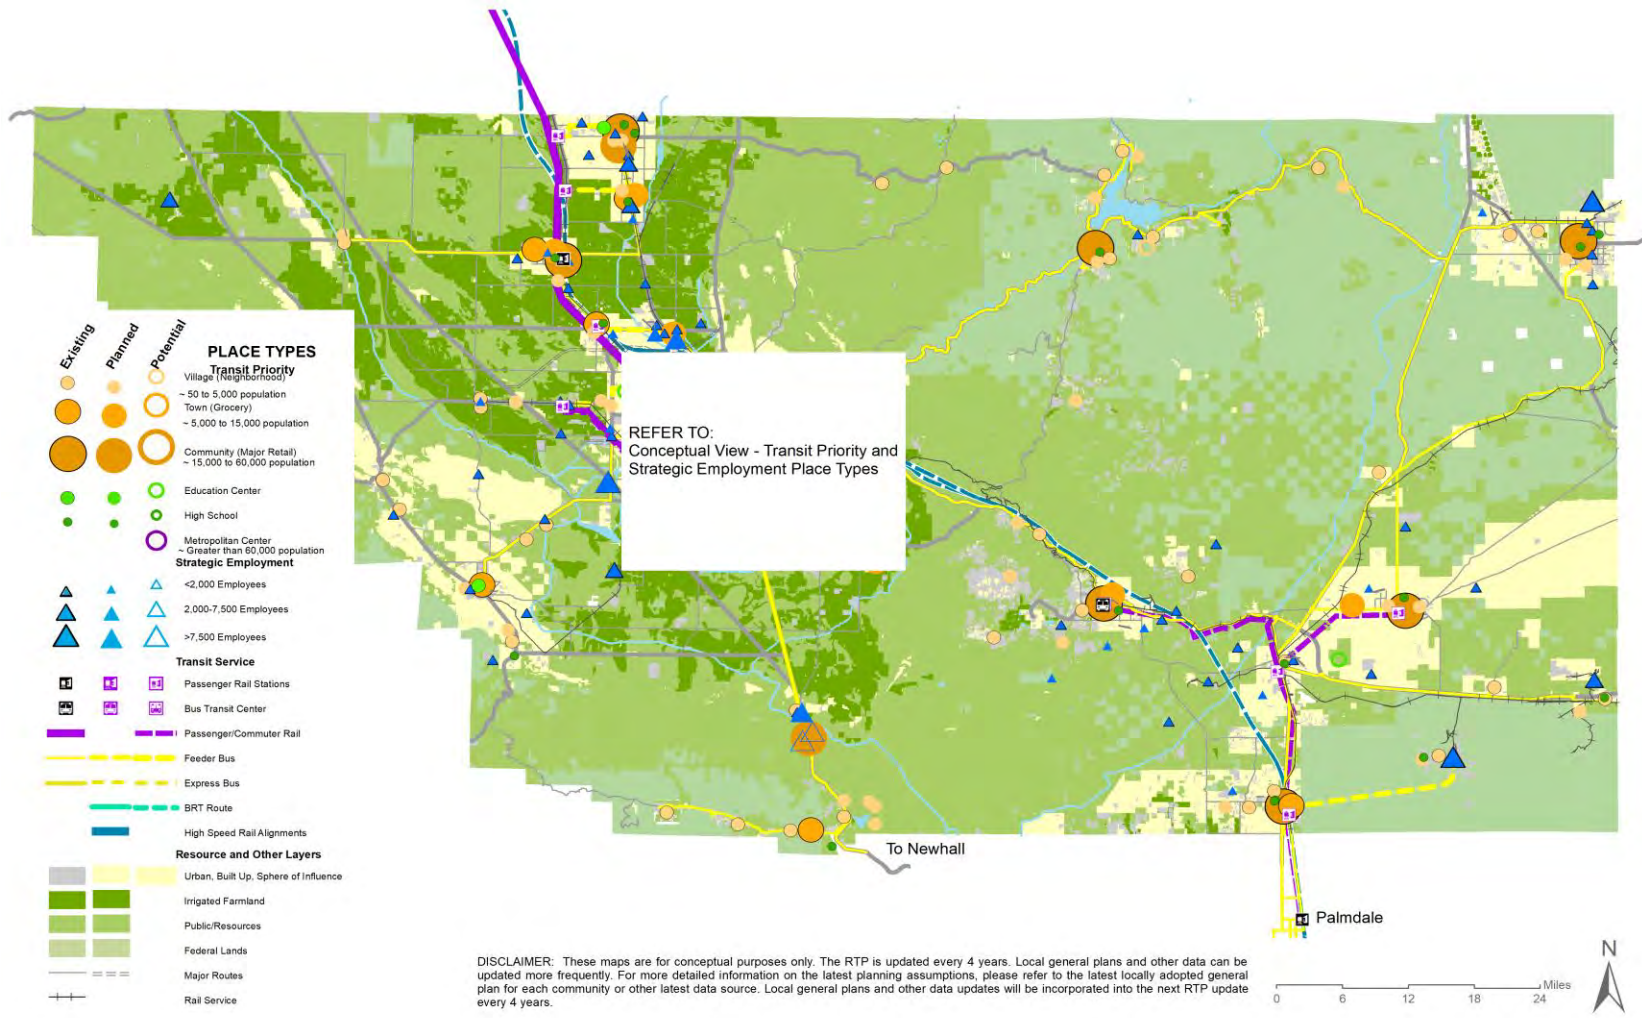 Existing
Planned
Potential
PLACE TYPES
Transit Priority
Village (Neighborhood)
~ 50 to 5,000 population
Town (Grocery)
~ 5,000 to 15,000 population
Community (Major Retail)
~ 15,000 to 60,000 population
Education Center
High School
Metropolitan Center
~ Greater than 60,000 population
Strategic Employment
<2,000 Employees
2,000-7,500 Employees
>7,500 Employees
Transit Service
Passenger Rail Stations
Bus Transit Center
Passenger/Commuter Rail
Feeder Bus
Express Bus
BRT Route
High Speed Rail Alignments
Resource and Other Layers
Urban, Built Up, Sphere of Influence
Irrigated Farmland
Public/Resources
Federal Lands
Major Routes
Rail Service
REFER TO:
Conceptual View - Transit Priority and
Strategic Employment Place Types
To Newhall
Palmdale
DISCLAIMER: These maps are for conceptual purposes only. The RTP is updated every 4 years. Local general plans and other data can be
updated more frequently. For more detailed information on the latest planning assumptions, please refer to the latest locally adopted general
plan for each community or other latest data source. Local general plans and other data updates will be incorporated into the next RTP update
every 4 years.
Miles
0 6 12 18 24
N